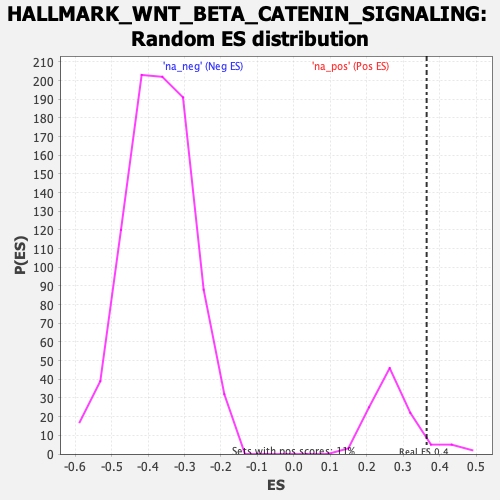 HALLMARK_WNT_BETA_CATENIN_SIGNALING:
Random ES distribution
'na_neg' (Neg ES) 'na_pos' (Pos ES)
210
200
190
180
170
160
150
140
130
120
110
100
90
80
70
60
50
40
30
20
10
0
P(ES)
Sets with pos scores: 11%
Real ES 0.4
-0.6 -0.5 -0.4 -0.3 -0.2 -0.1 0.0 0.1 0.2 0.3 0.4 0.5
ES